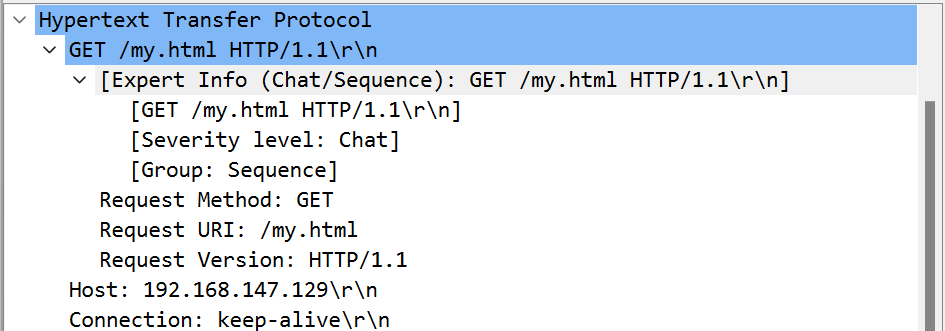 Hypertext Transfer Protocol
GET /my.html HTTP/1.1\r\n
[Expert Info (Chat/Sequence): GET /my.html HTTP/1.1\r\n]
[GET /my.html HTTP/1.1\r\n]
[Severity level: Chat]
[Group: Sequence]
Request Method: GET
Request URI: /my.html
Request Version: HTTP/1.1
Host: 192.168.147.129\r\n
Connection: keep-alive\r\n